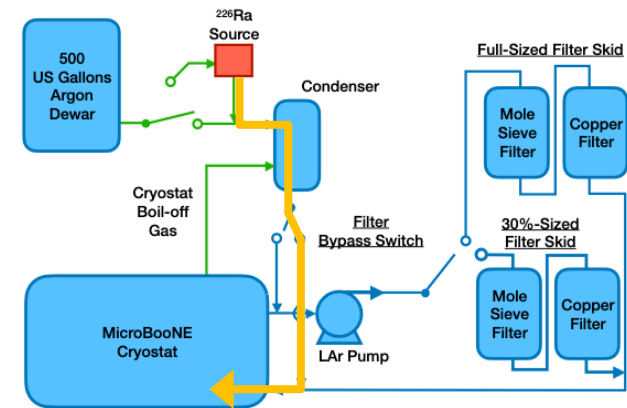 ²²⁶Ra
Source
500
US Gallons
Argon
Dewar
Condenser
Full-Sized Filter Skid
Mole
Sieve
Filter
Copper
Filter
Cryostat
Boil-off
Gas
Filter
Bypass Switch
30%-Sized
Filter Skid
Mole
Sieve
Filter
Copper
Filter
MicroBooNE
Cryostat
LAr Pump